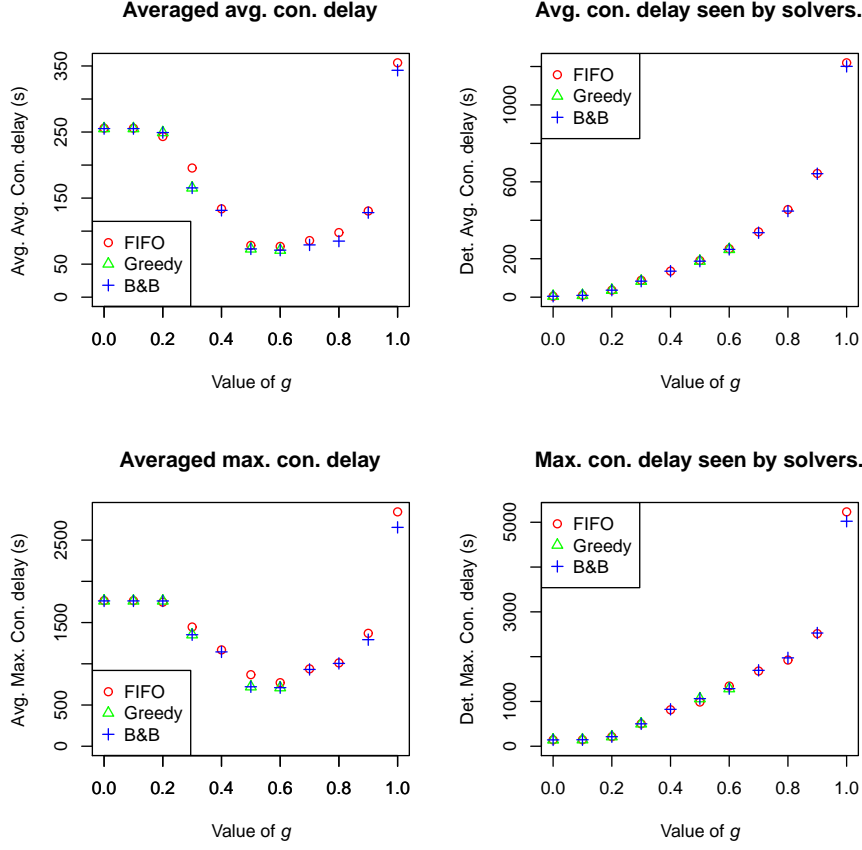 Averaged avg. con. delay
Avg. Avg. Con. delay (s)
350
250
150
50
0
FIFO
Greedy
B&B
0.0 0.2 0.4 0.6 0.8 1.0
Value of g
Avg. con. delay seen by solvers.
Det. Avg. Con. delay (s)
1000
600
200
0
FIFO
Greedy
B&B
0.0 0.2 0.4 0.6 0.8 1.0
Value of g
Averaged max. con. delay
Avg. Max. Con. delay (s)
2500
1500
500
0
FIFO
Greedy
B&B
0.0 0.2 0.4 0.6 0.8 1.0
Value of g
Max. con. delay seen by solvers.
Det. Max. Con. delay (s)
5000
3000
1000
0
FIFO
Greedy
B&B
0.0 0.2 0.4 0.6 0.8 1.0
Value of g